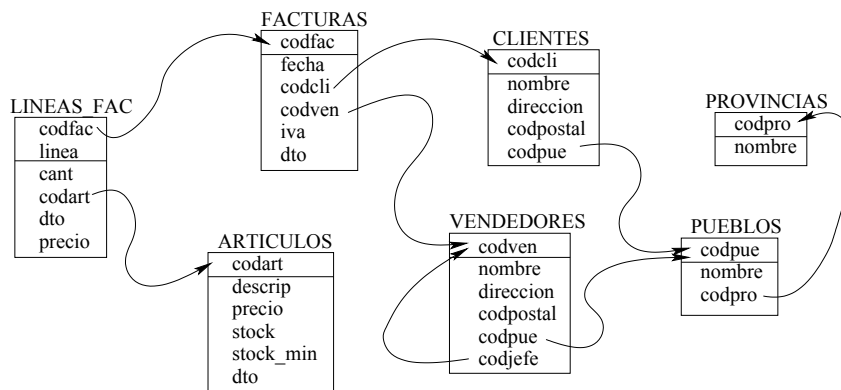 FACTURAS
codfac
fecha
codcli
codven
iva
dto
CLIENTES
codcli
nombre
direccion
codpostal
codpue
PROVINCIAS
codpro
nombre
LINEAS_FAC
codfac
linea
cant
codart
dto
precio
ARTICULOS
codart
descrip
precio
stock
stock_min
dto
VENDEDORES
codven
nombre
direccion
codpostal
codpue
codjefe
PUEBLOS
codpue
nombre
codpro